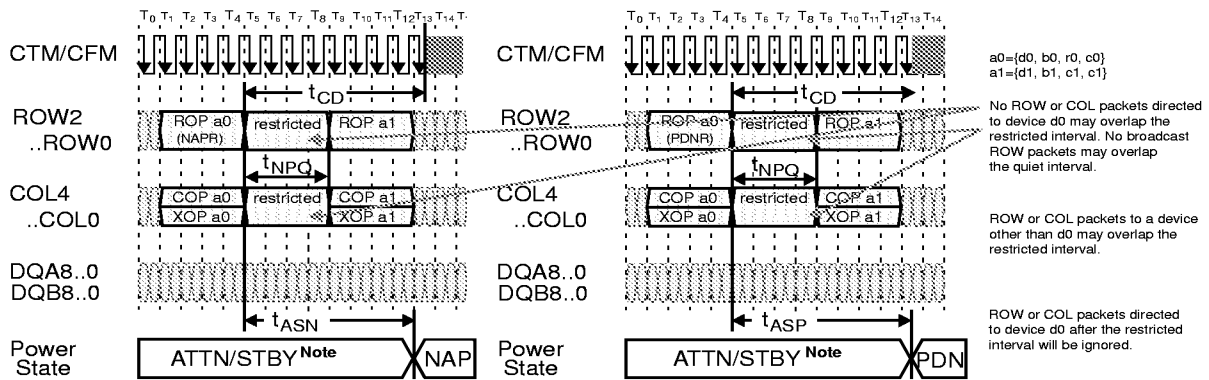 T0 T1 T2 T3 T4 T5 T6 T7 T8 T9 T10 T11 T12 T13 T14
CTM/CFM
tCD
ROW2
..ROW0
ROP a0
(NAPR)
restricted
ROP a1
tNPQ
COL4
..COL0
COP a0
XOP a0
restricted
COP a1
XOP a1
DQA8..0
DQB8..0
tASN
Power
State
ATTN/STBY Note
NAP
T0 T1 T2 T3 T4 T5 T6 T7 T8 T9 T10 T11 T12 T13 T14
CTM/CFM
tCD
ROW2
..ROW0
ROP a0
(PDNR)
restricted
ROP a1
tNPQ
COL4
..COL0
COP a0
XOP a0
restricted
COP a1
XOP a1
DQA8..0
DQB8..0
tASP
Power
State
ATTN/STBY Note
PDN
a0={d0, b0, r0, c0}
a1={d1, b1, c1, c1}
No ROW or COL packets directed
to device d0 may overlap the
restricted interval. No broadcast
ROW packets may overlap
the quiet interval.
ROW or COL packets to a device
other than d0 may overlap the
restricted interval.
ROW or COL packets directed
to device d0 after the restricted
interval will be ignored.